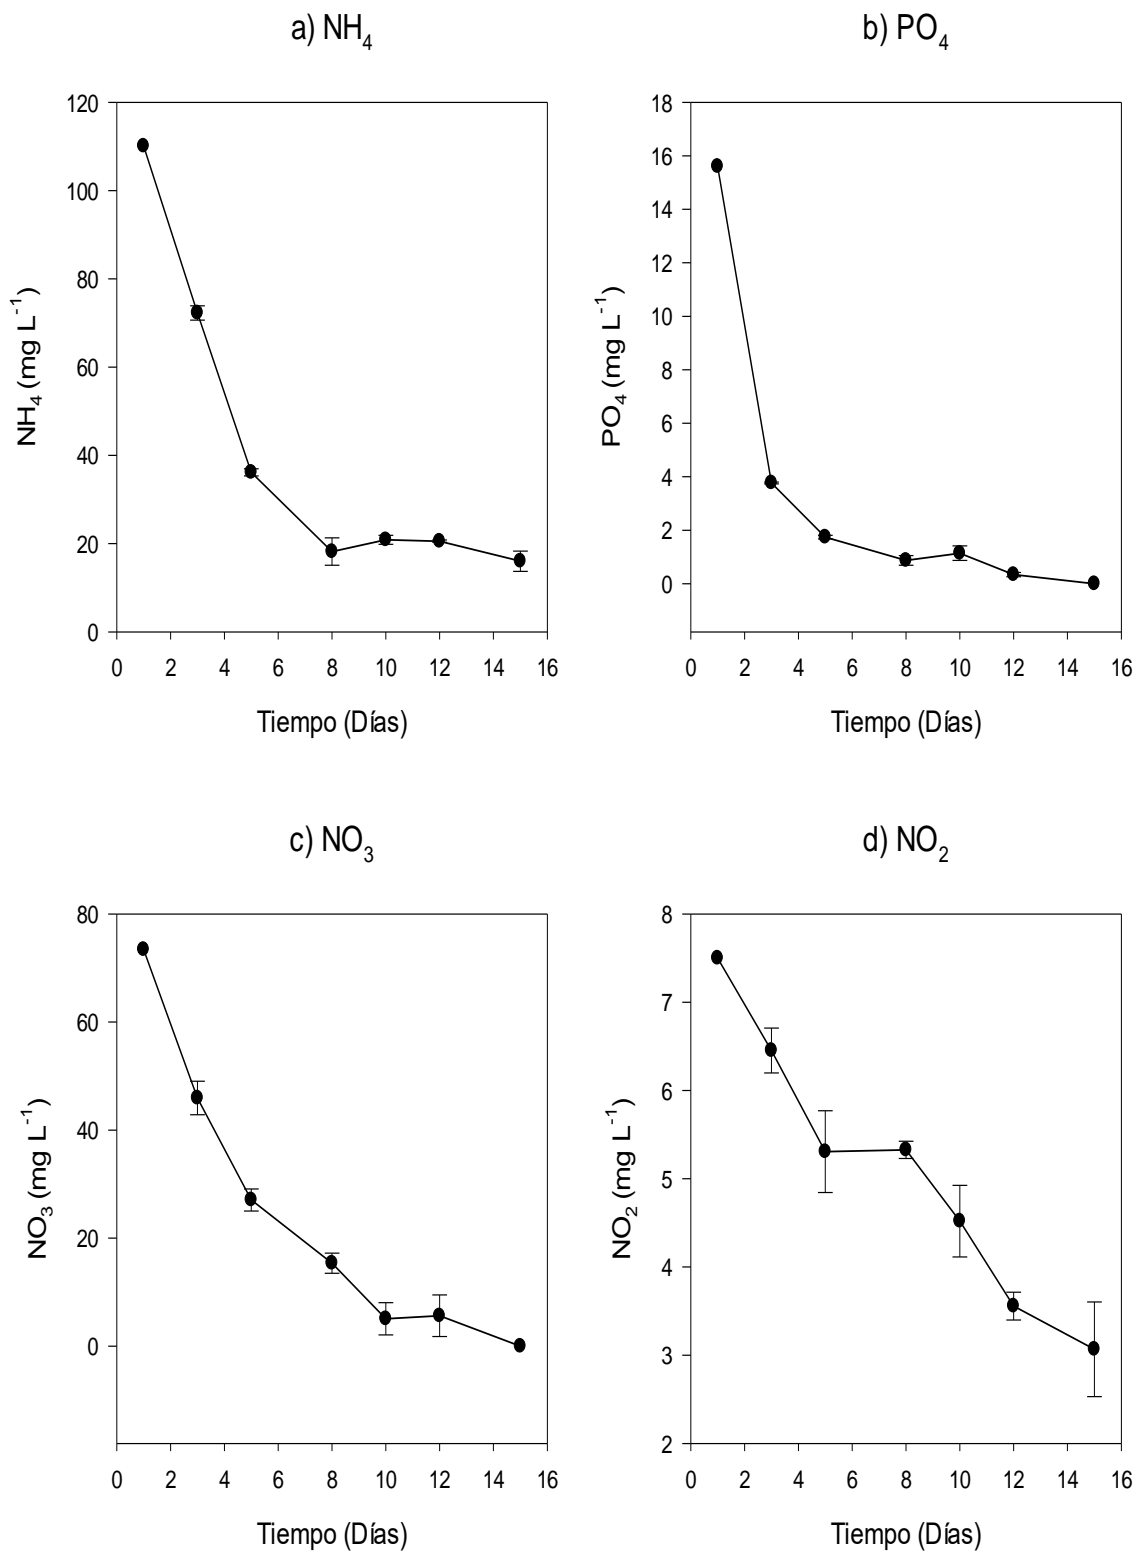 a) NH4
NH4 (mg L-1)
120
100
80
60
40
20
0
0 2 4 6 8 10 12 14 16
Tiempo (Días)
b) PO4
PO4 (mg L-1)
18
16
14
12
10
8
6
4
2
0
0 2 4 6 8 10 12 14 16
Tiempo (Días)
c) NO3
NO3 (mg L-1)
80
60
40
20
0
0 2 4 6 8 10 12 14 16
Tiempo (Días)
d) NO2
NO2 (mg L-1)
8
7
6
5
4
3
2
0 2 4 6 8 10 12 14 16
Tiempo (Días)